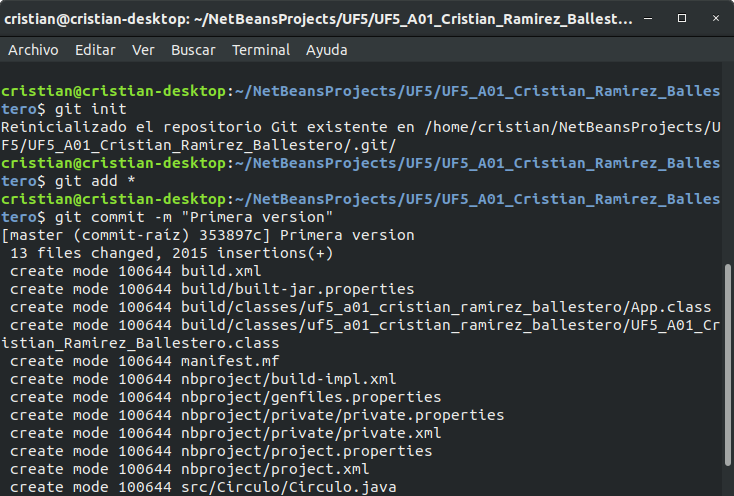 cristian@cristian-desktop: ~/NetBeansProjects/UF5/UF5_A01_Cristian_Ramirez_Ballest...
Archivo Editar Ver Buscar Terminal Ayuda
cristian@cristian-desktop:~/NetBeansProjects/UF5/UF5_A01_Cristian_Ramirez_Balles
tero$ git init
Reinicializado el repositorio Git existente en /home/cristian/NetBeansProjects/U
F5/UF5_A01_Cristian_Ramirez_Ballestero/.git/
cristian@cristian-desktop:~/NetBeansProjects/UF5/UF5_A01_Cristian_Ramirez_Balles
tero$ git add *
cristian@cristian-desktop:~/NetBeansProjects/UF5/UF5_A01_Cristian_Ramirez_Balles
tero$ git commit -m "Primera version"
[master (commit-raíz) 353897c] Primera version
 13 files changed, 2015 insertions(+)
 create mode 100644 build.xml
 create mode 100644 build/built-jar.properties
 create mode 100644 build/classes/uf5_a01_cristian_ramirez_ballestero/App.class
 create mode 100644 build/classes/uf5_a01_cristian_ramirez_ballestero/UF5_A01_Cr
istian_Ramirez_Ballestero.class
 create mode 100644 manifest.mf
 create mode 100644 nbproject/build-impl.xml
 create mode 100644 nbproject/genfiles.properties
 create mode 100644 nbproject/private/private.properties
 create mode 100644 nbproject/private/private.xml
 create mode 100644 nbproject/project.properties
 create mode 100644 nbproject/project.xml
 create mode 100644 src/Circulo/Circulo.java